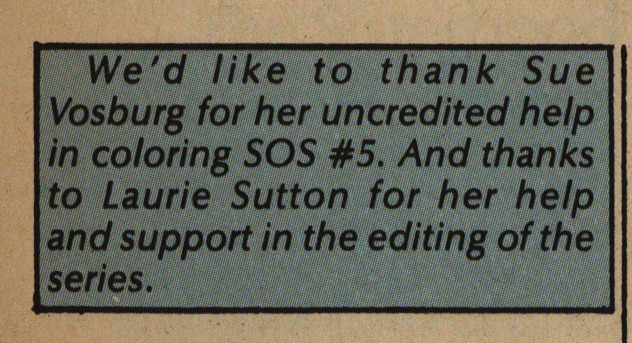 We'd like to thank Sue
Vosburg for her uncredited help
in coloring SOS #5. And thanks
to Laurie Sutton for her help
and support in the editing of the
series.